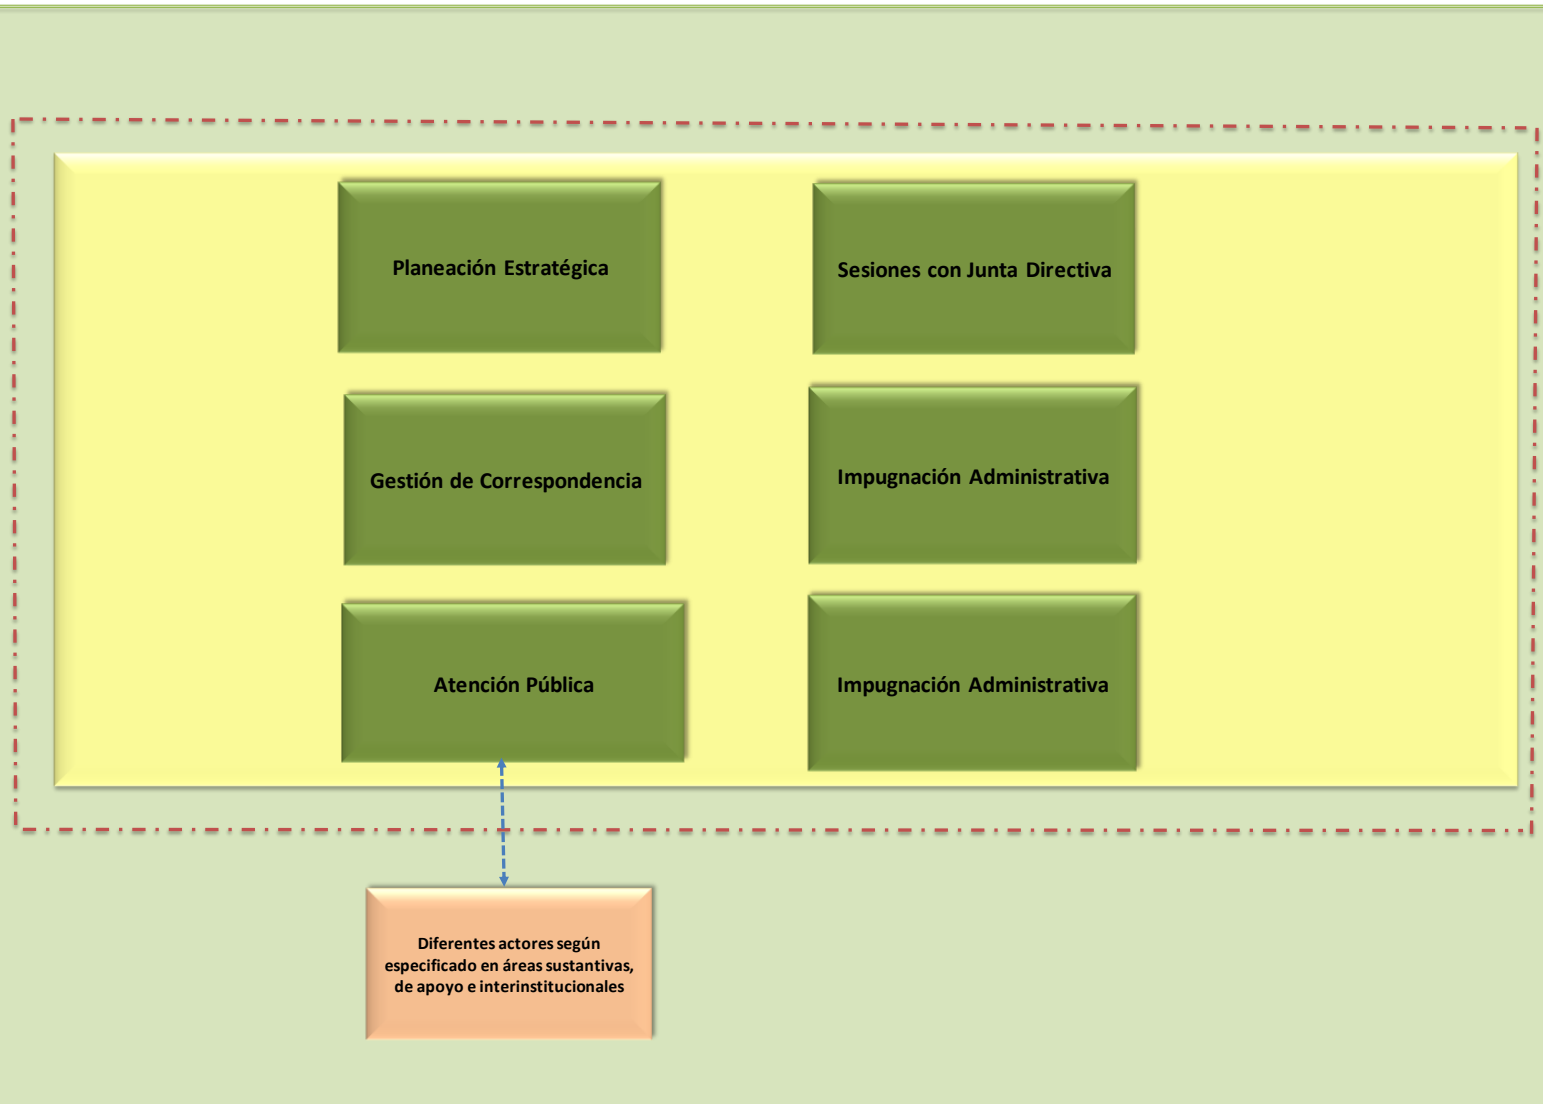 Planeación Estratégica
Sesiones con Junta Directiva
Gestión de Correspondencia
Impugnación Administrativa
Atención Pública
Impugnación Administrativa
Diferentes actores según
especificado en áreas sustantivas,
de apoyo e interinstitucionales